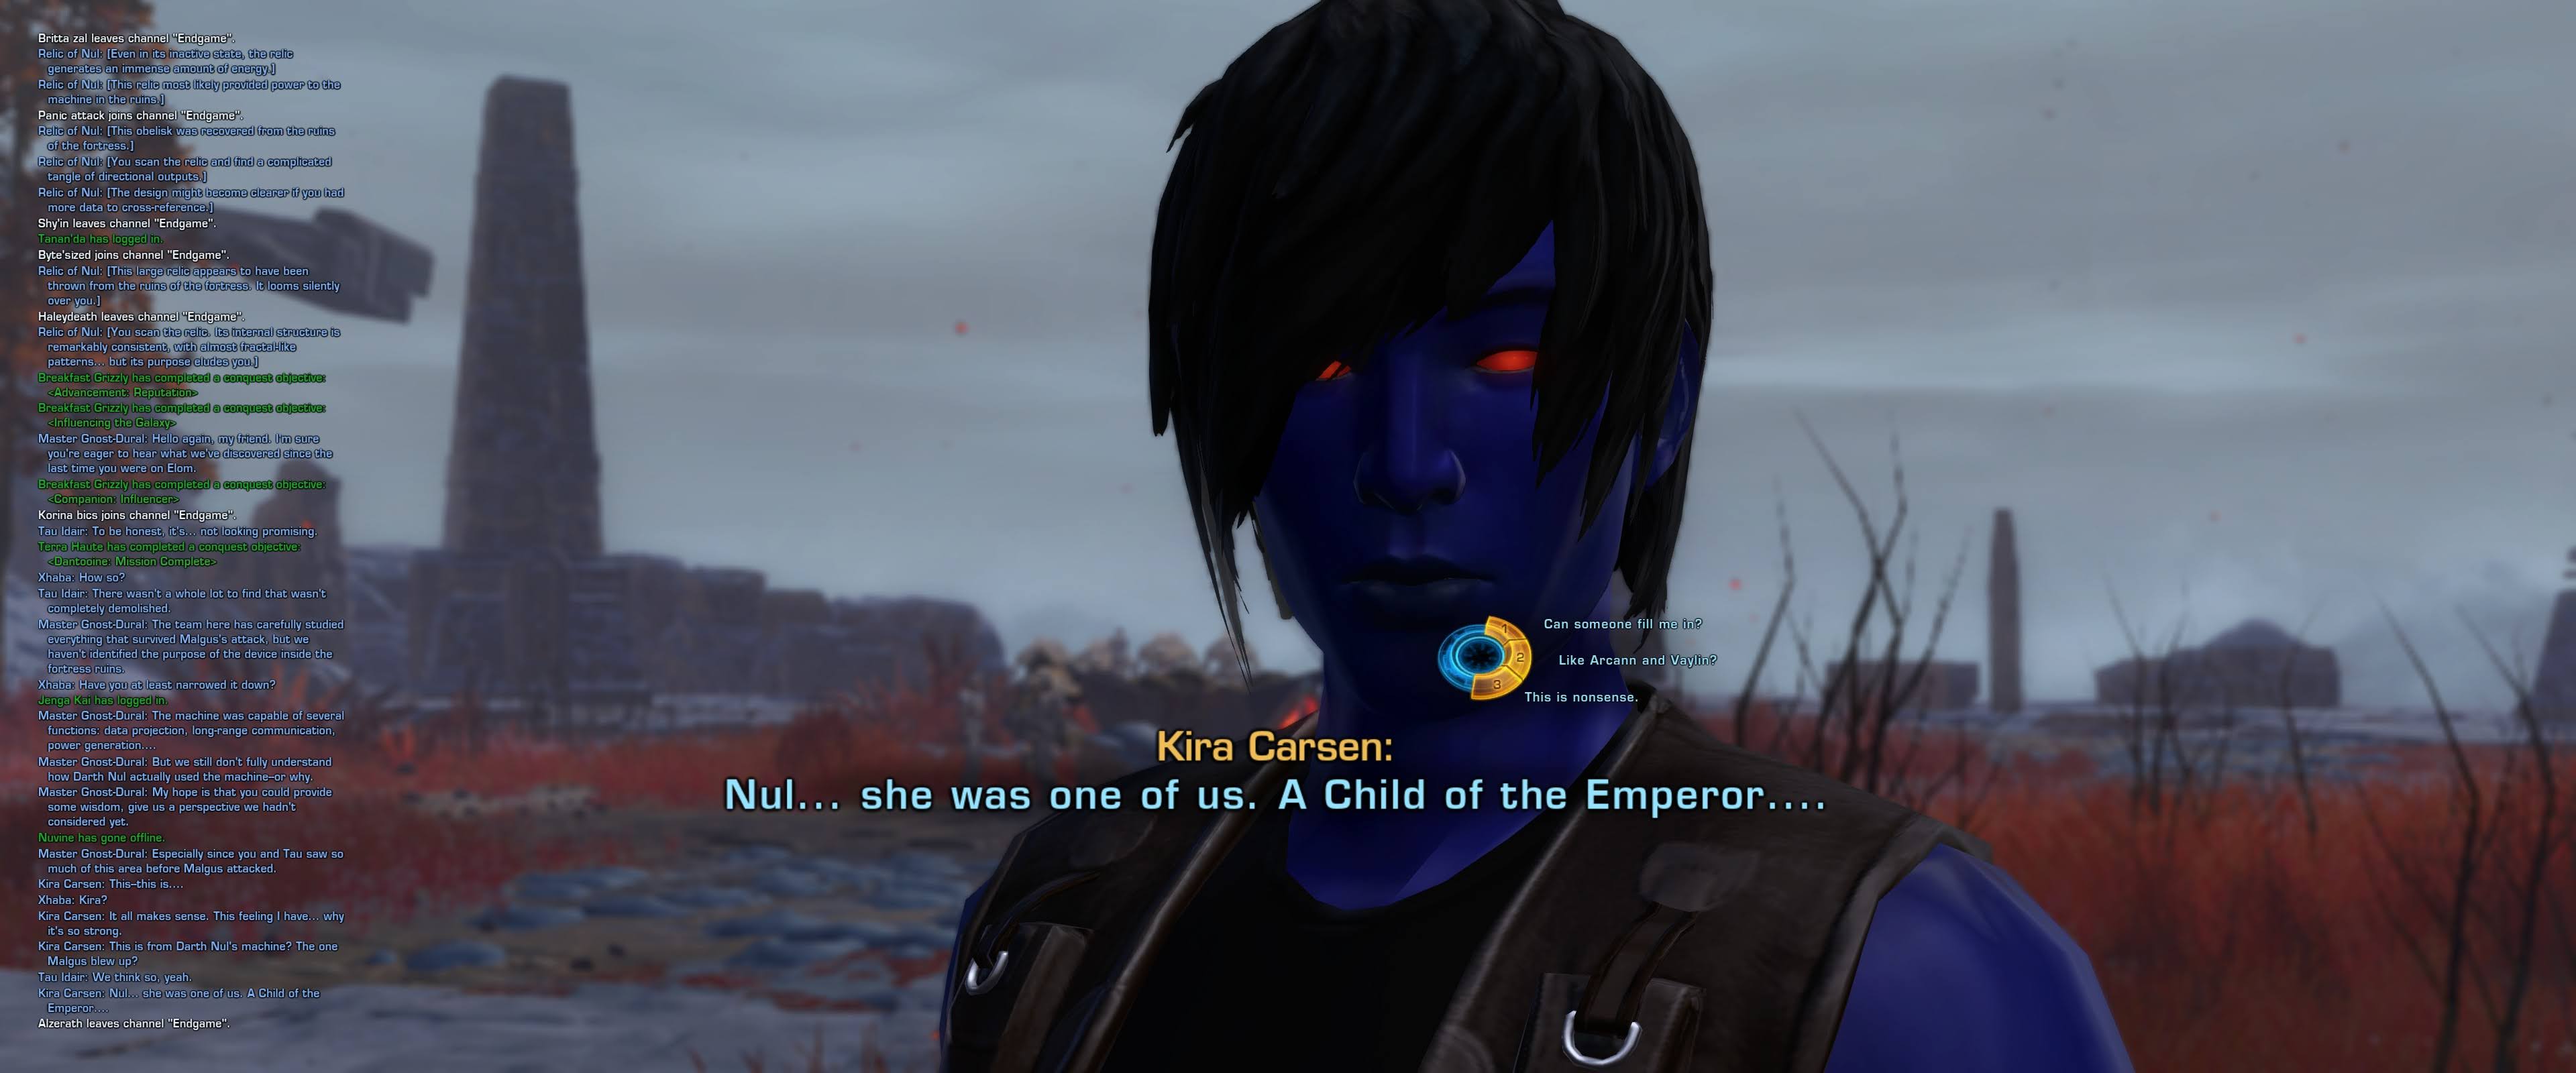 Britta zal leaves channel "Endgame".
Relic of Nul: [Even in its inactive state, the relic
generates an immense amount of energy.]
Relic of Nul: [This relic most likely provided power to the
machine in the ruins.]
Panic attack joins channel "Endgame".
Relic of Nul: [This obelisk was recovered from the ruins
of the fortress.]
Relic of Nul: [You scan the relic and find a complicated
tangle of directional outputs.]
Relic of Nul: [The design might become clearer if you had
more data to cross-reference.]
Shy'in leaves channel "Endgame".
Tanan'da has logged in.
Byte'sized joins channel "Endgame".
Relic of Nul: [This large relic appears to have been
thrown from the ruins of the fortress. It looms silently
over you.]
Haleydeath leaves channel "Endgame".
Relic of Nul: [You scan the relic. Its internal structure is
remarkably consistent, with almost fractal-like
patterns... but its purpose eludes you.]
Breakfast Grizzly has completed a conquest objective:
<Advancement: Reputation>
Breakfast Grizzly has completed a conquest objective:
<Influencing the Galaxy>
Master Gnost-Dural: Hello again, my friend. I'm sure
you're eager to hear what we've discovered since the
last time you were on Elom.
Breakfast Grizzly has completed a conquest objective:
<Companion: Influencer>
Korina bics joins channel "Endgame".
Tau Idair: To be honest, it's... not looking promising.
Terra Haute has completed a conquest objective:
<Dantooine: Mission Complete>
Xhaba: How so?
Tau Idair: There wasn't a whole lot to find that wasn't
completely demolished.
Master Gnost-Dural: The team here has carefully studied
everything that survived Malgus's attack, but we
haven't identified the purpose of the device inside the
fortress ruins.
Xhaba: Have you at least narrowed it down?
Jenga Kai has logged in.
Master Gnost-Dural: The machine was capable of several
functions: data projection, long-range communication,
power generation....
Master Gnost-Dural: But we still don't fully understand
how Darth Nul actually used the machine–or why.
Master Gnost-Dural: My hope is that you could provide
some wisdom, give us a perspective we hadn't
considered yet.
Nuvine has gone offline.
Master Gnost-Dural: Especially since you and Tau saw so
much of this area before Malgus attacked.
Kira Carsen: This–this is....
Xhaba: Kira?
Kira Carsen: It all makes sense. This feeling I have... why
it's so strong.
Kira Carsen: This is from Darth Nul's machine? The one
Malgus blew up?
Tau Idair: We think so, yeah.
Kira Carsen: Nul... she was one of us. A Child of the
Emperor....
Alzerath leaves channel "Endgame".
1 Can someone fill me in?
2 Like Arcann and Vaylin?
3 This is nonsense.
Kira Carsen:
Nul... she was one of us. A Child of the Emperor....